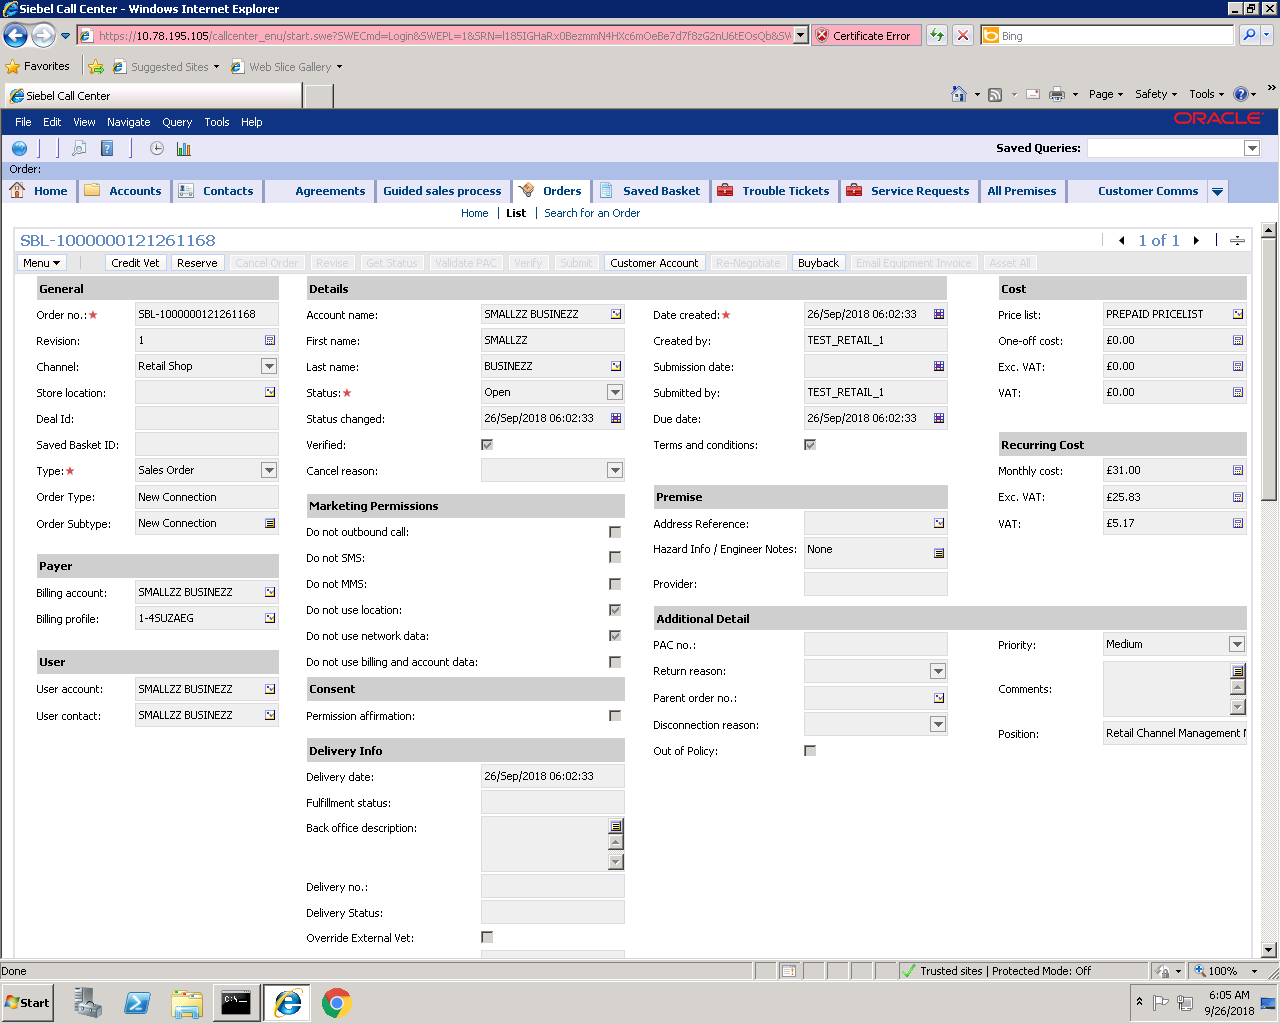 Siebel Call Center - Windows Internet Explorer
https://10.78.195.105/callcenter_enu/start.swe?SWECmd=Login&SWEPL=1&SRN=
Certificate Error
Bing
Favorites
Suggested Sites
Web Slice Gallery
Siebel Call Center
Page
Safety
Tools
File Edit View Navigate Query Tools Help
ORACLE
Saved Queries:
Order:
Home Accounts Contacts Agreements Guided sales process Orders Saved Basket Trouble Tickets Service Requests All Premises Customer Comms
Home | List | Search for an Order
SBL-1000000121261168
1 of 1
Menu Credit Vet Reserve Cancel Order Revise Get Status Validate PAC Verify Submit Customer Account Re-Negotiate Buyback Email Equipment Invoice Asset All
General
Order no.:★ SBL-1000000121261168
Revision: 1
Channel: Retail Shop
Store location:
Deal Id:
Saved Basket ID:
Type:★ Sales Order
Order Type: New Connection
Order Subtype: New Connection
Payer
Billing account: SMALLZZ BUSINEZZ
Billing profile: 1-4SUZAEG
User
User account: SMALLZZ BUSINEZZ
User contact: SMALLZZ BUSINEZZ
Details
Account name: SMALLZZ BUSINEZZ
First name: SMALLZZ
Last name: BUSINEZZ
Status:★ Open
Status changed: 26/Sep/2018 06:02:33
Verified:
Cancel reason:
Marketing Permissions
Do not outbound call:
Do not SMS:
Do not MMS:
Do not use location:
Do not use network data:
Do not use billing and account data:
Consent
Permission affirmation:
Delivery Info
Delivery date: 26/Sep/2018 06:02:33
Fulfillment status:
Back office description:
Delivery no.:
Delivery Status:
Override External Vet:
Date created:★ 26/Sep/2018 06:02:33
Created by: TEST_RETAIL_1
Submission date:
Submitted by: TEST_RETAIL_1
Due date: 26/Sep/2018 06:02:33
Terms and conditions:
Premise
Address Reference:
Hazard Info / Engineer Notes: None
Provider:
Additional Detail
PAC no.:
Return reason:
Parent order no.:
Disconnection reason:
Out of Policy:
Priority: Medium
Comments:
Position: Retail Channel Management
Cost
Price list: PREPAID PRICELIST
One-off cost: £0.00
Exc. VAT: £0.00
VAT: £0.00
Recurring Cost
Monthly cost: £31.00
Exc. VAT: £25.83
VAT: £5.17
Done
Trusted sites | Protected Mode: Off
100%
Start
6:05 AM
9/26/2018